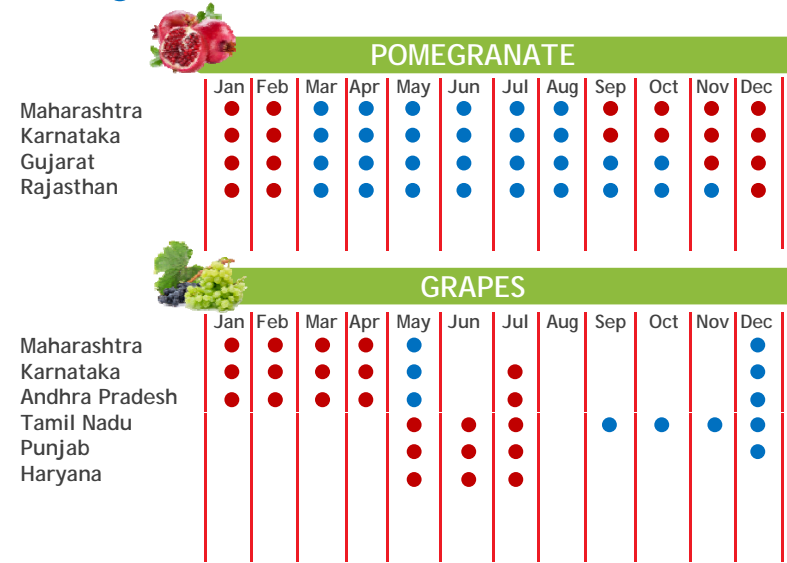 POMEGRANATE
Jan Feb Mar Apr May Jun Jul Aug Sep Oct Nov Dec
Maharashtra
Karnataka
Gujarat
Rajasthan
GRAPES
Jan Feb Mar Apr May Jun Jul Aug Sep Oct Nov Dec
Maharashtra
Karnataka
Andhra Pradesh
Tamil Nadu
Punjab
Haryana